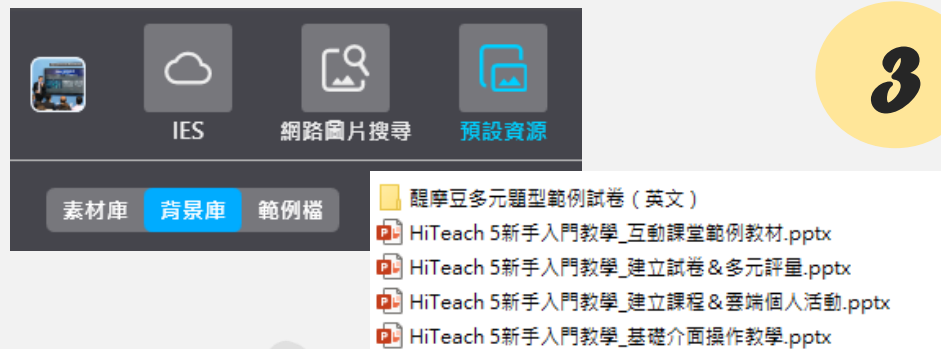 3
IES
網路圖片搜尋
預設資源
素材庫
背景庫
範例檔
醍摩豆多元題型範例試卷（英文）
HiTeach 5新手入門教學_互動課堂範例教材.pptx
HiTeach 5新手入門教學_建立試卷＆多元評量.pptx
HiTeach 5新手入門教學_建立課程＆雲端個人活動.pptx
HiTeach 5新手入門教學_基礎介面操作教學.pptx